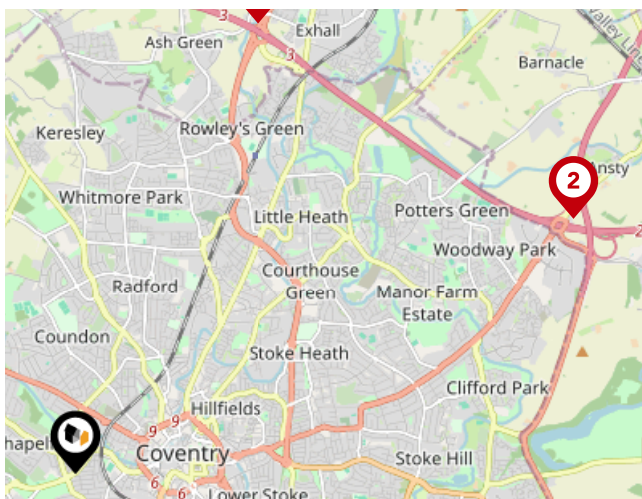 3
Exhall
Ash Green
3
Barnacle
Keresley
Rowley's Green
2
Ansty
Whitmore Park
Little Heath
Potters Green
2
Woodway Park
Courthouse
Green
Radford
Manor Farm
Estate
Coundon
Stoke Heath
Clifford Park
Hillfields
9
9
Coventry
Stoke Hill
6
6
Lower Stoke